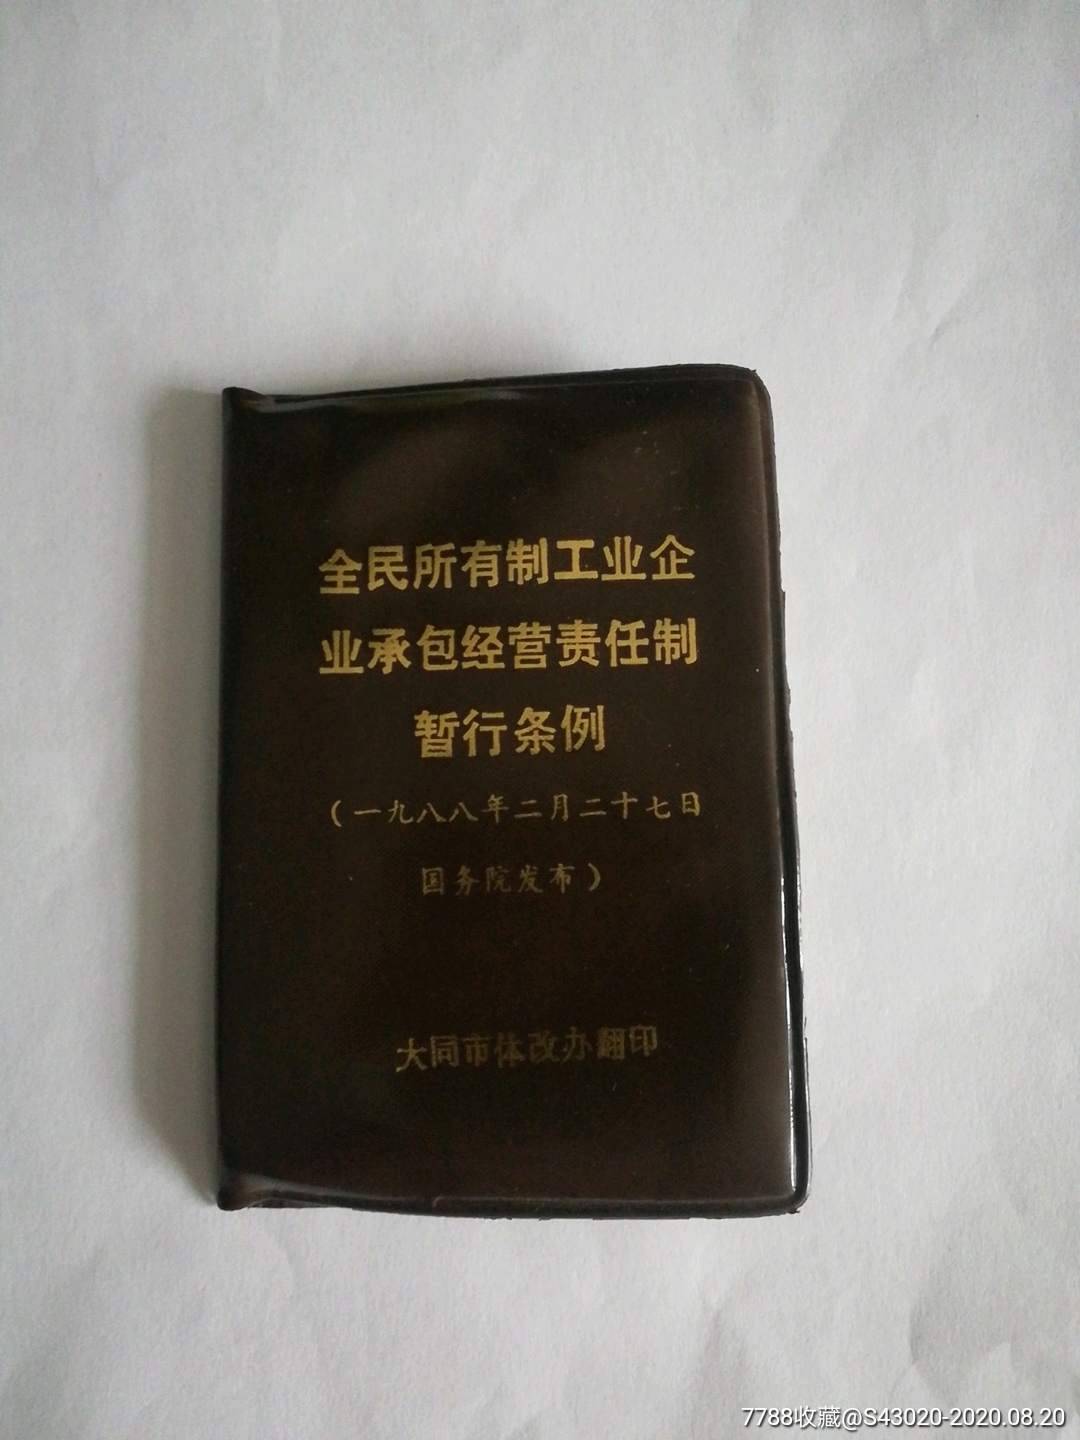 全民所有制工业企
业承包经营责任制
暂行条例
（一九八八年二月二十七日
国务院发布）
大同市体改办翻印
7788收藏@S43020-2020.08.20